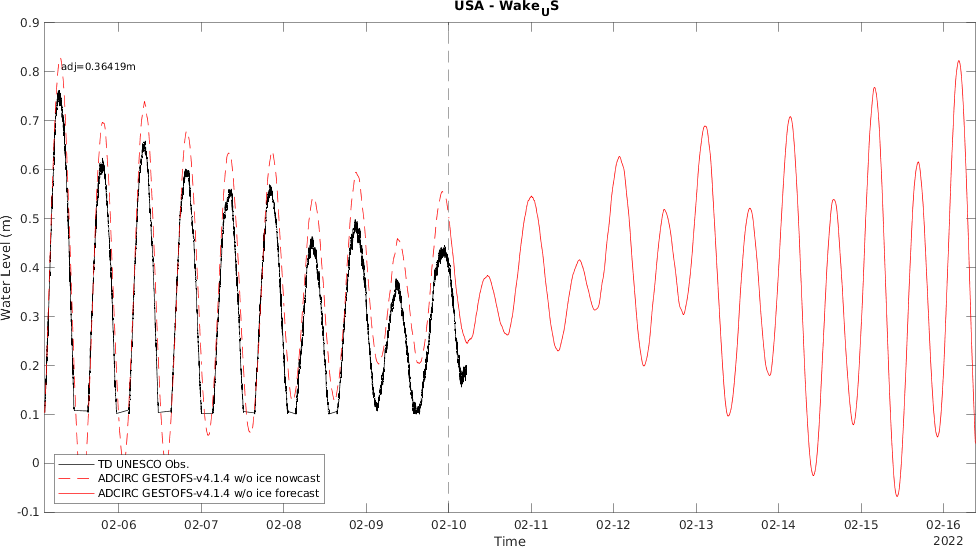 USA - Wake_US
0.9
0.8
0.7
0.6
0.5
0.4
0.3
0.2
0.1
0
-0.1
Water Level (m)
adj=0.36419m
TD UNESCO Obs.
ADCIRC GESTOFS-v4.1.4 w/o ice nowcast
ADCIRC GESTOFS-v4.1.4 w/o ice forecast
02-06 02-07 02-08 02-09 02-10 02-11 02-12 02-13 02-14 02-15 02-16
Time
2022